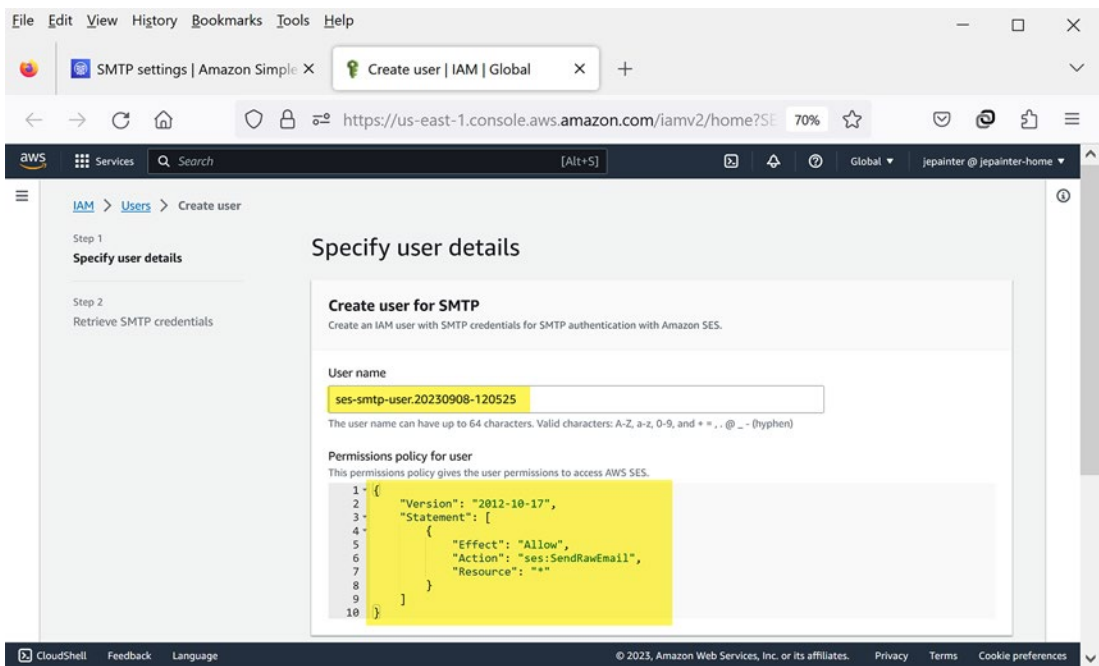 File Edit View History Bookmarks Tools Help
SMTP settings | Amazon Simple
Create user | IAM | Global
https://us-east-1.console.aws.amazon.com/iamv2/home?SE 70%
aws Services Search [Alt+S] Global jepainter @ jepainter-home
IAM > Users > Create user
Step 1
Specify user details
Step 2
Retrieve SMTP credentials
Specify user details
Create user for SMTP
Create an IAM user with SMTP credentials for SMTP authentication with Amazon SES.
User name
ses-smtp-user.20230908-120525
The user name can have up to 64 characters. Valid characters: A-Z, a-z, 0-9, and + = , . @ _ - (hyphen)
Permissions policy for user
This permissions policy gives the user permissions to access AWS SES.
1 {
2 "Version": "2012-10-17",
3 "Statement": [
4 {
5 "Effect": "Allow",
6 "Action": "ses:SendRawEmail",
7 "Resource": "*"
8 }
9 ]
10 }
CloudShell Feedback Language © 2023, Amazon Web Services, Inc. or its affiliates. Privacy Terms Cookie preferences